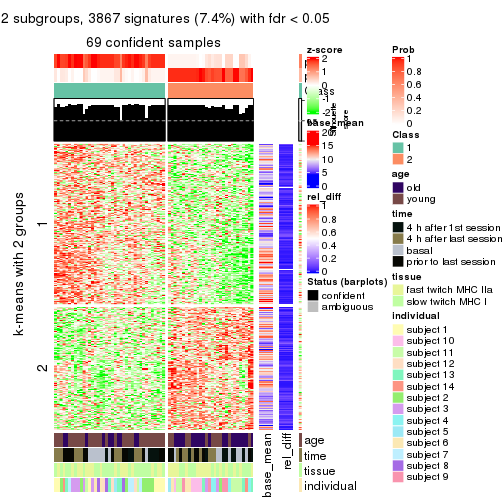 2 subgroups, 3867 signatures (7.4%) with fdr < 0.05
69 confident samples
k-means with 2 groups
1
2
base_mean
rel_diff
age
time
tissue
individual
z-score
2
1
0
-1
-2
base_mean
20
15
10
5
0
rel_diff
1
0.8
0.6
0.4
0.2
0
Status (barplots)
confident
ambiguous
Silhouette
score
Prob
1
0.8
0.6
0.4
0.2
0
Class
1
2
age
old
young
time
4 h after 1st session
4 h after last session
basal
prior to last session
tissue
fast twitch MHC IIa
slow twitch MHC I
individual
subject 1
subject 10
subject 11
subject 12
subject 13
subject 14
subject 2
subject 3
subject 4
subject 5
subject 6
subject 7
subject 8
subject 9